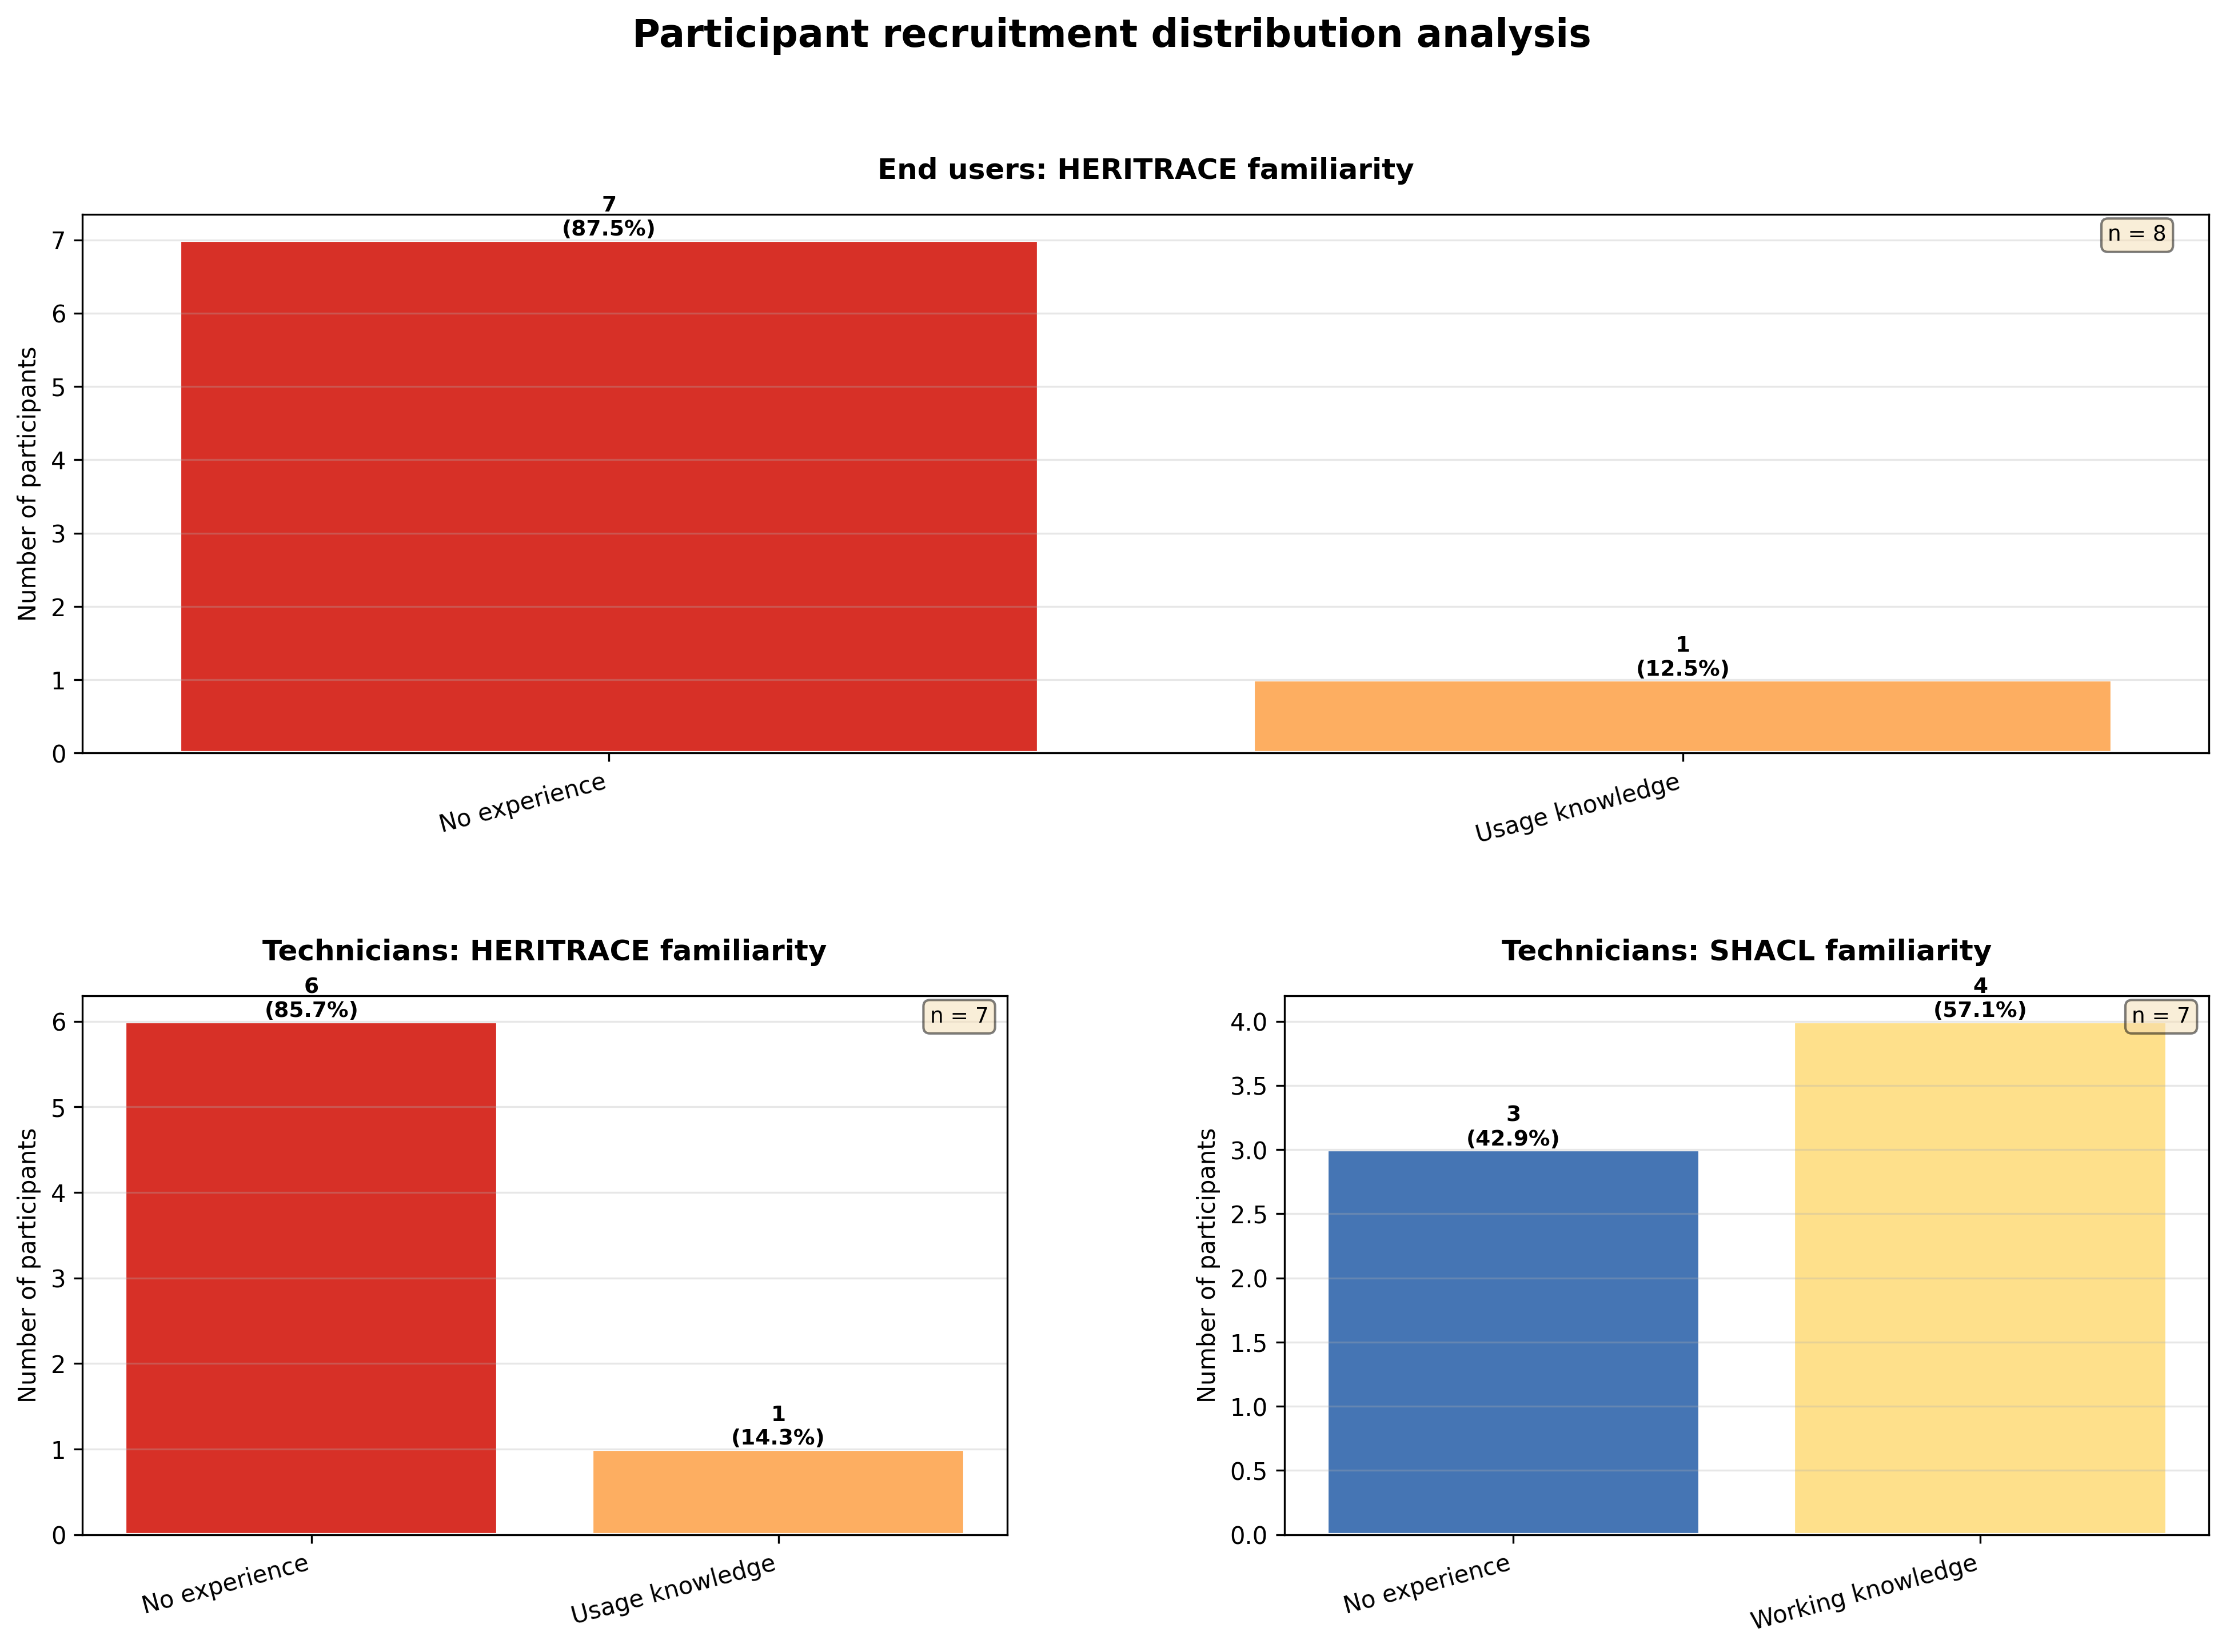 Participant recruitment distribution analysis
End users: HERITRACE familiarity
7
(87.5%)
n = 8
7
6
5
4
3
2
1
0
Number of participants
1
(12.5%)
No experience
Usage knowledge
Technicians: HERITRACE familiarity
6
(85.7%)
n = 7
6
5
4
3
2
1
0
Number of participants
1
(14.3%)
No experience
Usage knowledge
Technicians: SHACL familiarity
4
(57.1%)
n = 7
4.0
3.5
3.0
2.5
2.0
1.5
1.0
0.5
0.0
Number of participants
3
(42.9%)
No experience
Working knowledge